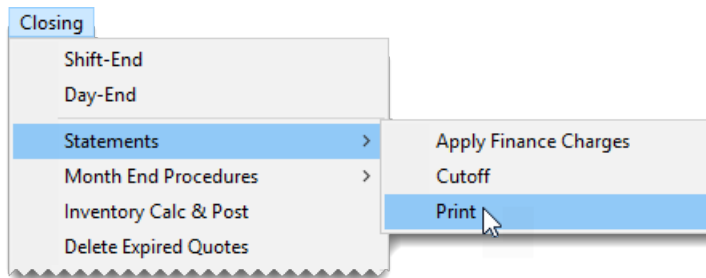 Closing
Shift-End
Day-End
Statements
Month End Procedures
Inventory Calc & Post
Delete Expired Quotes
Apply Finance Charges
Cutoff
Print